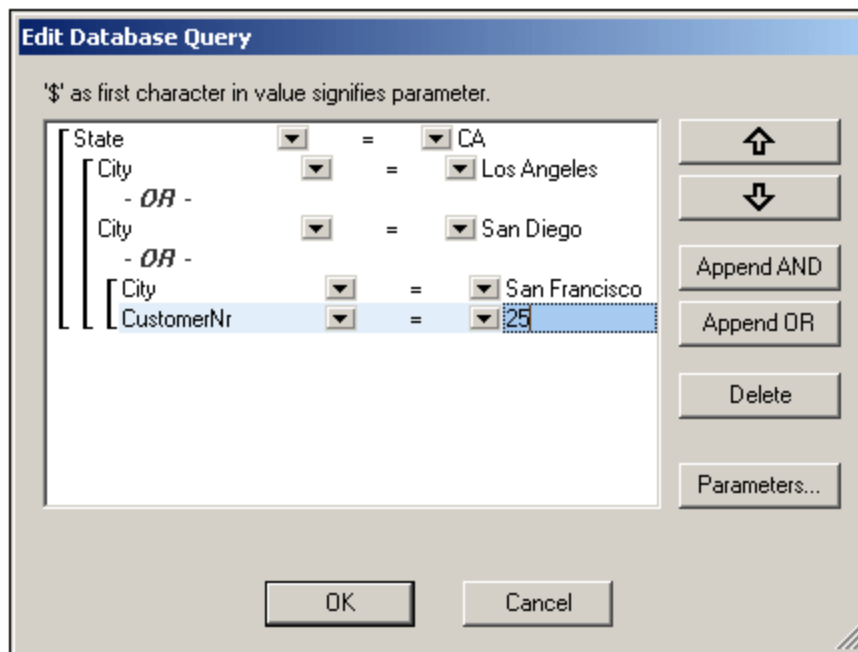 Edit Database Query
'$' as first character in value signifies parameter.
State = CA
City = Los Angeles
- OR -
City = San Diego
- OR -
City = San Francisco
CustomerNr = 25
Append AND
Append OR
Delete
Parameters...
OK Cancel